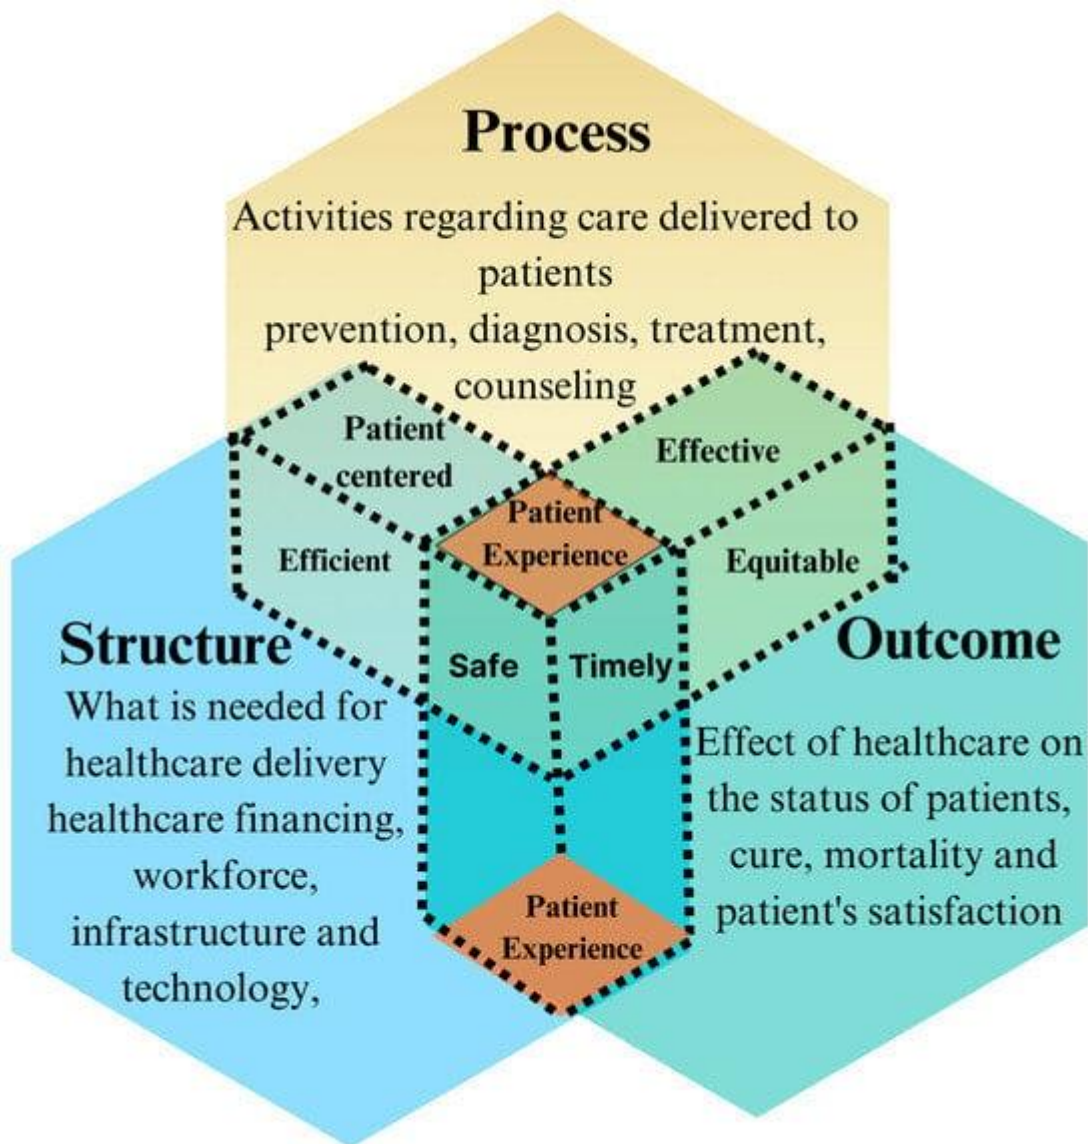 Process
Activities regarding care delivered to
patients
prevention, diagnosis, treatment,
counseling
Patient
centered
Effective
Patient
Experience
Efficient
Equitable
Safe
Timely
Structure
What is needed for
healthcare delivery
healthcare financing,
workforce,
infrastructure and
technology,
Outcome
Effect of healthcare on
the status of patients,
cure, mortality and
patient's satisfaction
Patient
Experience